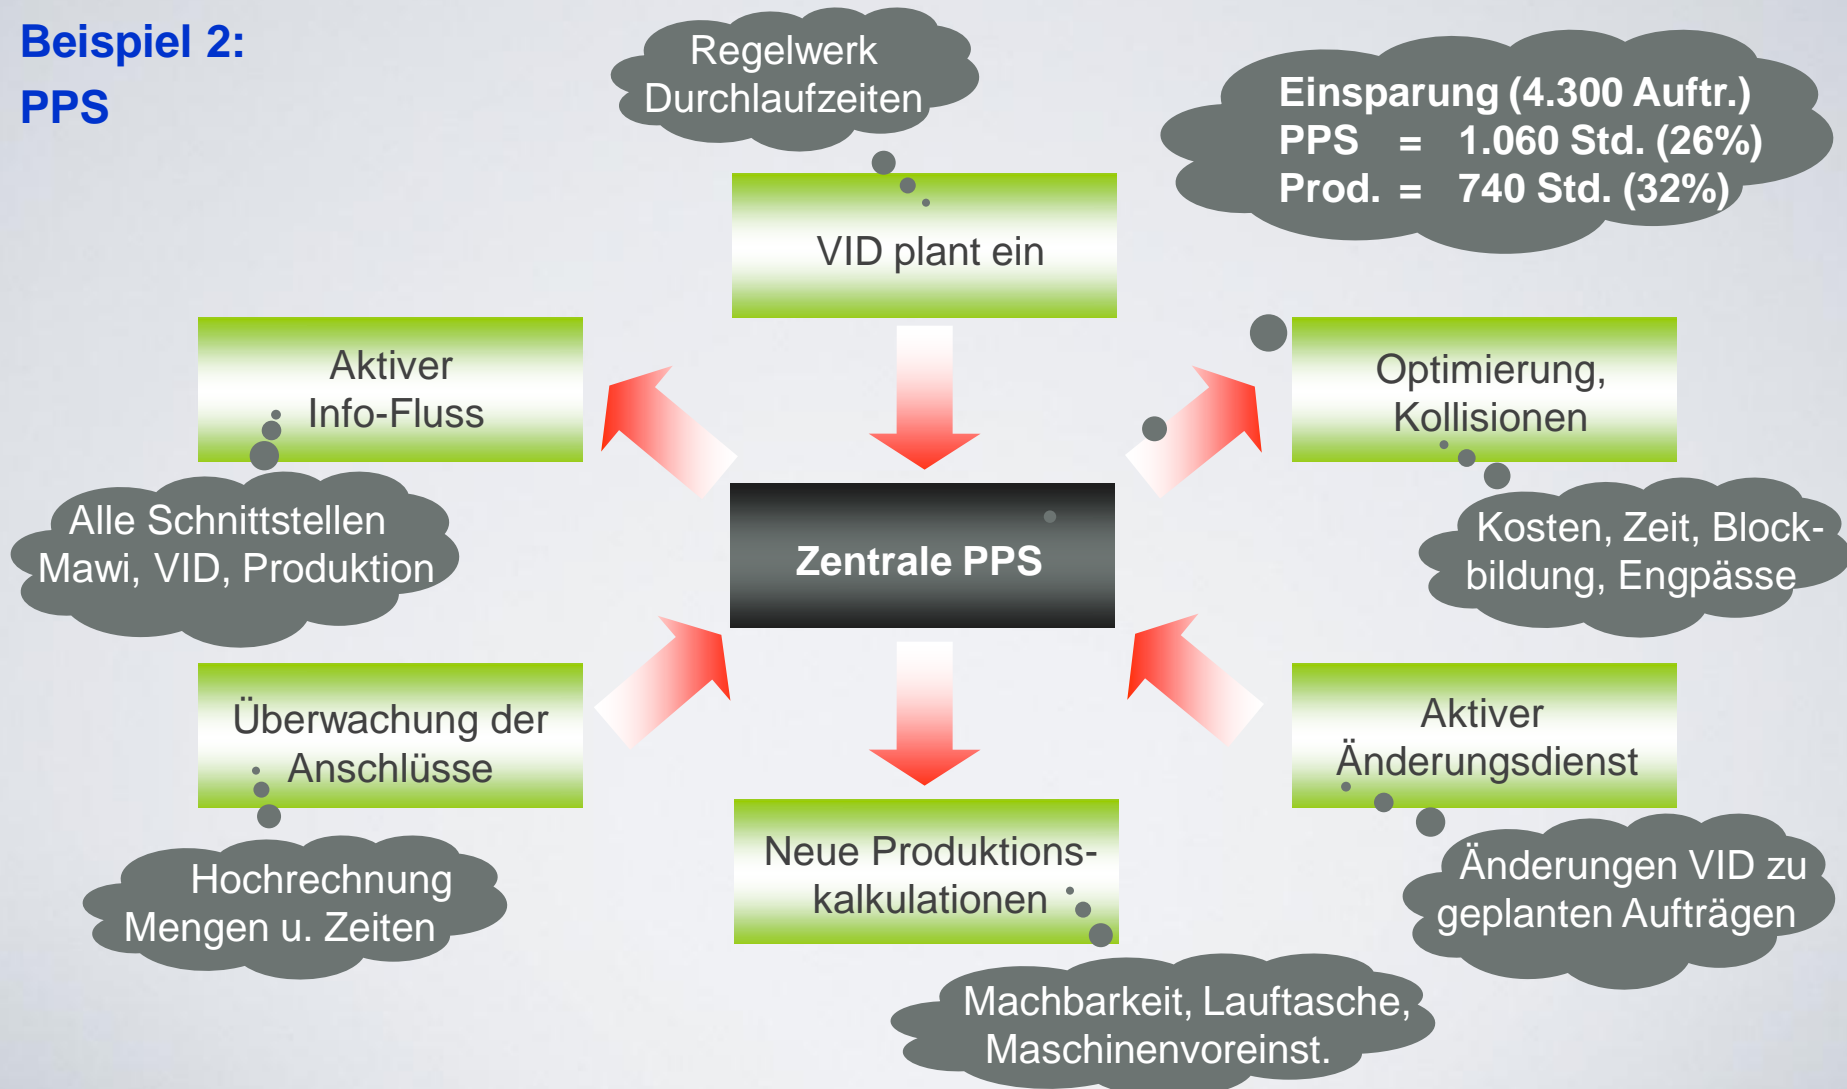 Beispiel 2:
PPS
Regelwerk
Durchlaufzeiten
Einsparung (4.300 Auftr.)
PPS = 1.060 Std. (26%)
Prod. = 740 Std. (32%)
VID plant ein
Aktiver
Info-Fluss
Optimierung,
Kollisionen
Alle Schnittstellen
Mawi, VID, Produktion
Zentrale PPS
Kosten, Zeit, Block-
bildung, Engpässe
Überwachung der
Anschlüsse
Aktiver
Änderungsdienst
Neue Produktions-
kalkulationen
Hochrechnung
Mengen u. Zeiten
Änderungen VID zu
geplanten Aufträgen
Machbarkeit, Lauftasche,
Maschinenvoreinst.